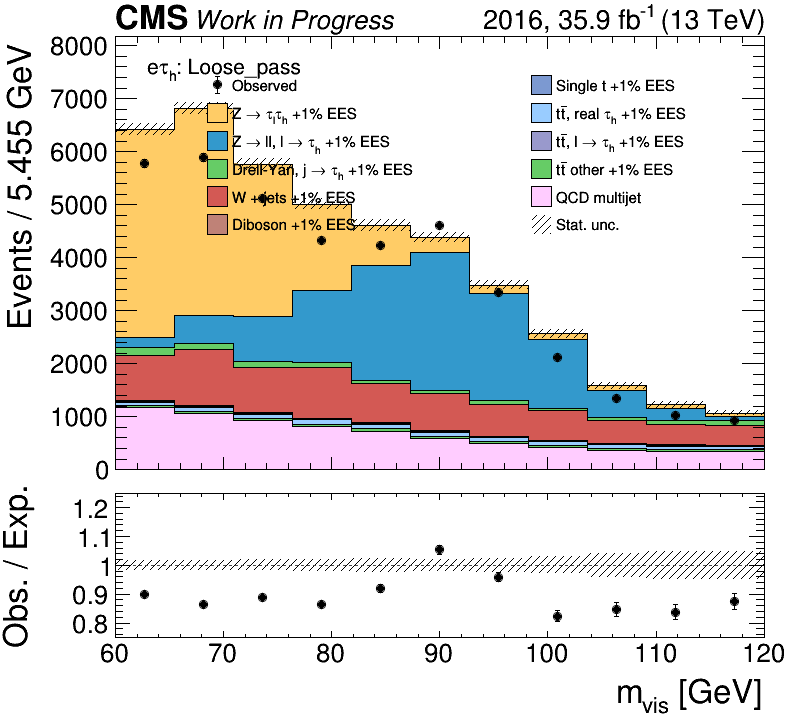 CMS Work in Progress 2016, 35.9 fb⁻¹ (13 TeV)
Events / 5.455 GeV
8000
7000
6000
5000
4000
3000
2000
1000
0
eτₕ: Loose_pass
Observed
Z → τₗτₕ +1% EES
Z → ll, l → τₕ +1% EES
Drell-Yan, j → τₕ +1% EES
W + jets +1% EES
Diboson +1% EES
Single t +1% EES
tt̄, real τₕ +1% EES
tt̄, l → τₕ +1% EES
tt̄ other +1% EES
QCD multijet
Stat. unc.
Obs. / Exp.
1.2
1.1
1
0.9
0.8
60 70 80 90 100 110 120
m_vis [GeV]